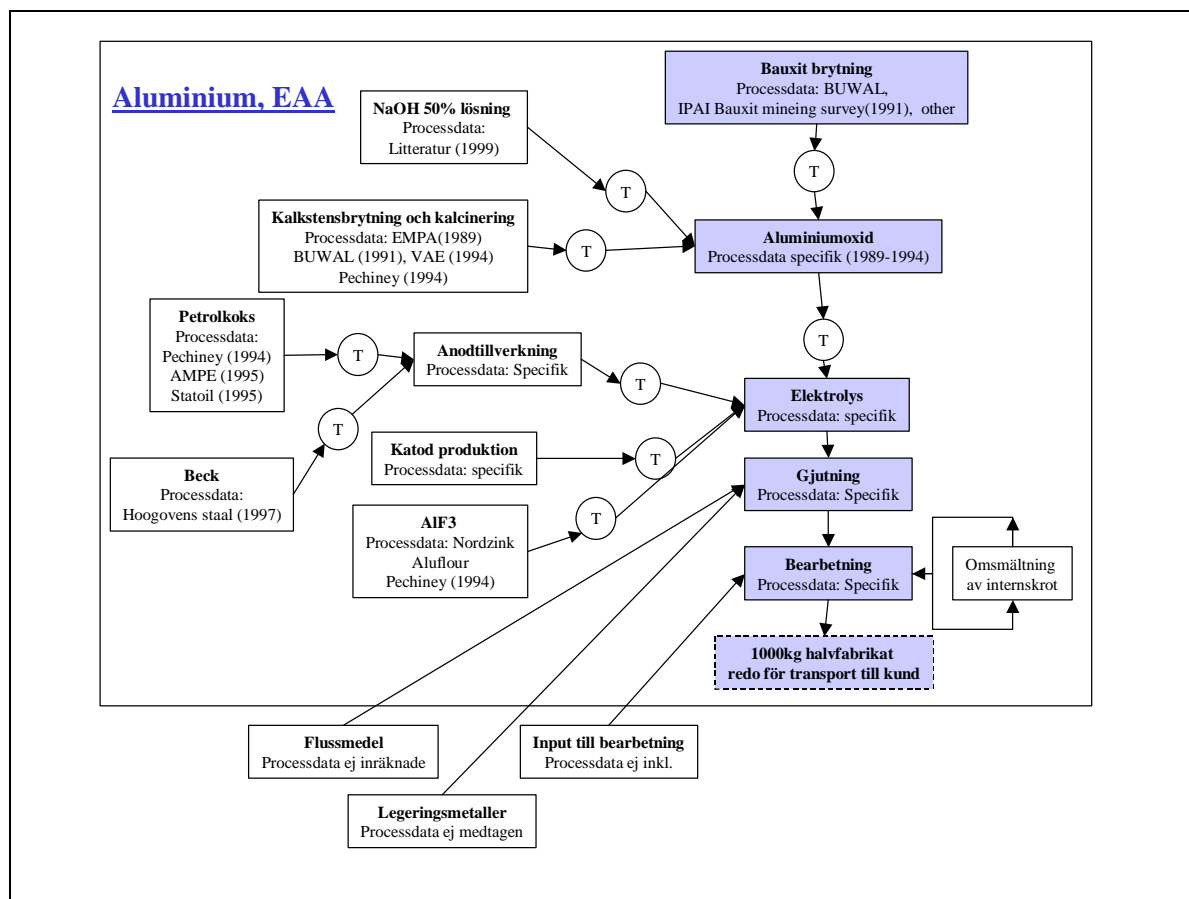 Aluminium, EAA
Bauxit brytning
Processdata: BUWAL,
IPAI Bauxit mineing survey(1991), other
NaOH 50% lösning
Processdata:
Litteratur (1999)
T
T
Kalkstensbrytning och kalcinering
Processdata: EMPA(1989)
BUWAL (1991), VAE (1994)
Pechiney (1994)
T
Aluminiumoxid
Processdata specifik (1989-1994)
Petrolkoks
Processdata:
Pechiney (1994)
AMPE (1995)
Statoil (1995)
T
Anodtillverkning
Processdata: Specifik
T
T
Elektrolys
Processdata: specifik
T
Katod produktion
Processdata: specifik
T
Beck
Processdata:
Hoogovens staal (1997)
Gjutning
Processdata: Specifik
AlF3
Processdata: Nordzink
Aluflour
Pechiney (1994)
T
Bearbetning
Processdata: Specifik
Omsmältning
av internskrot
1000kg halvfabrikat
redo för transport till kund
Flussmedel
Processdata ej inräknade
Input till bearbetning
Processdata ej inkl.
Legeringsmetaller
Processdata ej medtagen